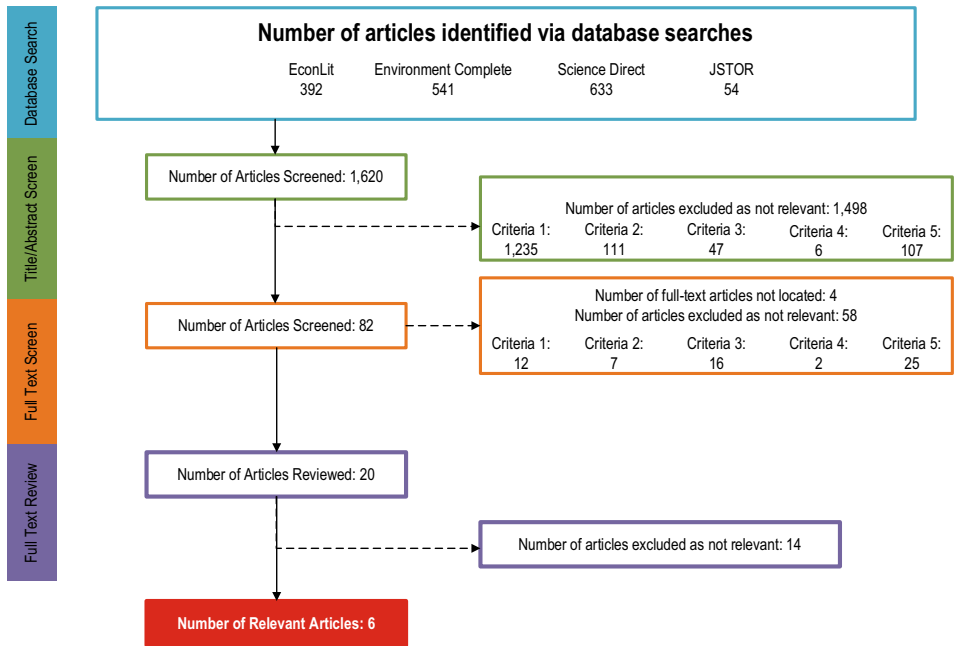 Database Search
Number of articles identified via database searches
EconLit Environment Complete Science Direct JSTOR
392 541 633 54
Title/Abstract Screen
Number of Articles Screened: 1,620
Number of articles excluded as not relevant: 1,498
Criteria 1: Criteria 2: Criteria 3: Criteria 4: Criteria 5:
1,235 111 47 6 107
Full Text Screen
Number of Articles Screened: 82
Number of full-text articles not located: 4
Number of articles excluded as not relevant: 58
Criteria 1: Criteria 2: Criteria 3: Criteria 4: Criteria 5:
12 7 16 2 25
Full Text Review
Number of Articles Reviewed: 20
Number of articles excluded as not relevant: 14
Number of Relevant Articles: 6